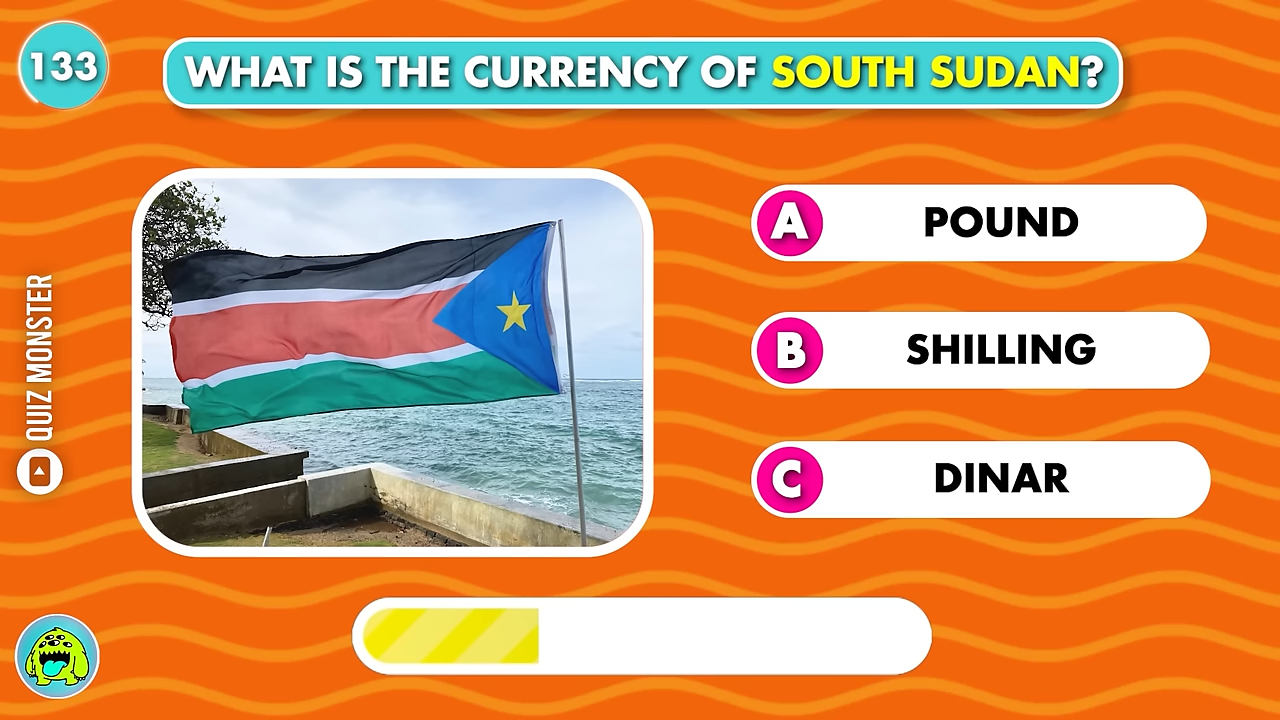 133
WHAT IS THE CURRENCY OF SOUTH SUDAN?
A POUND
B SHILLING
C DINAR
QUIZ MONSTER